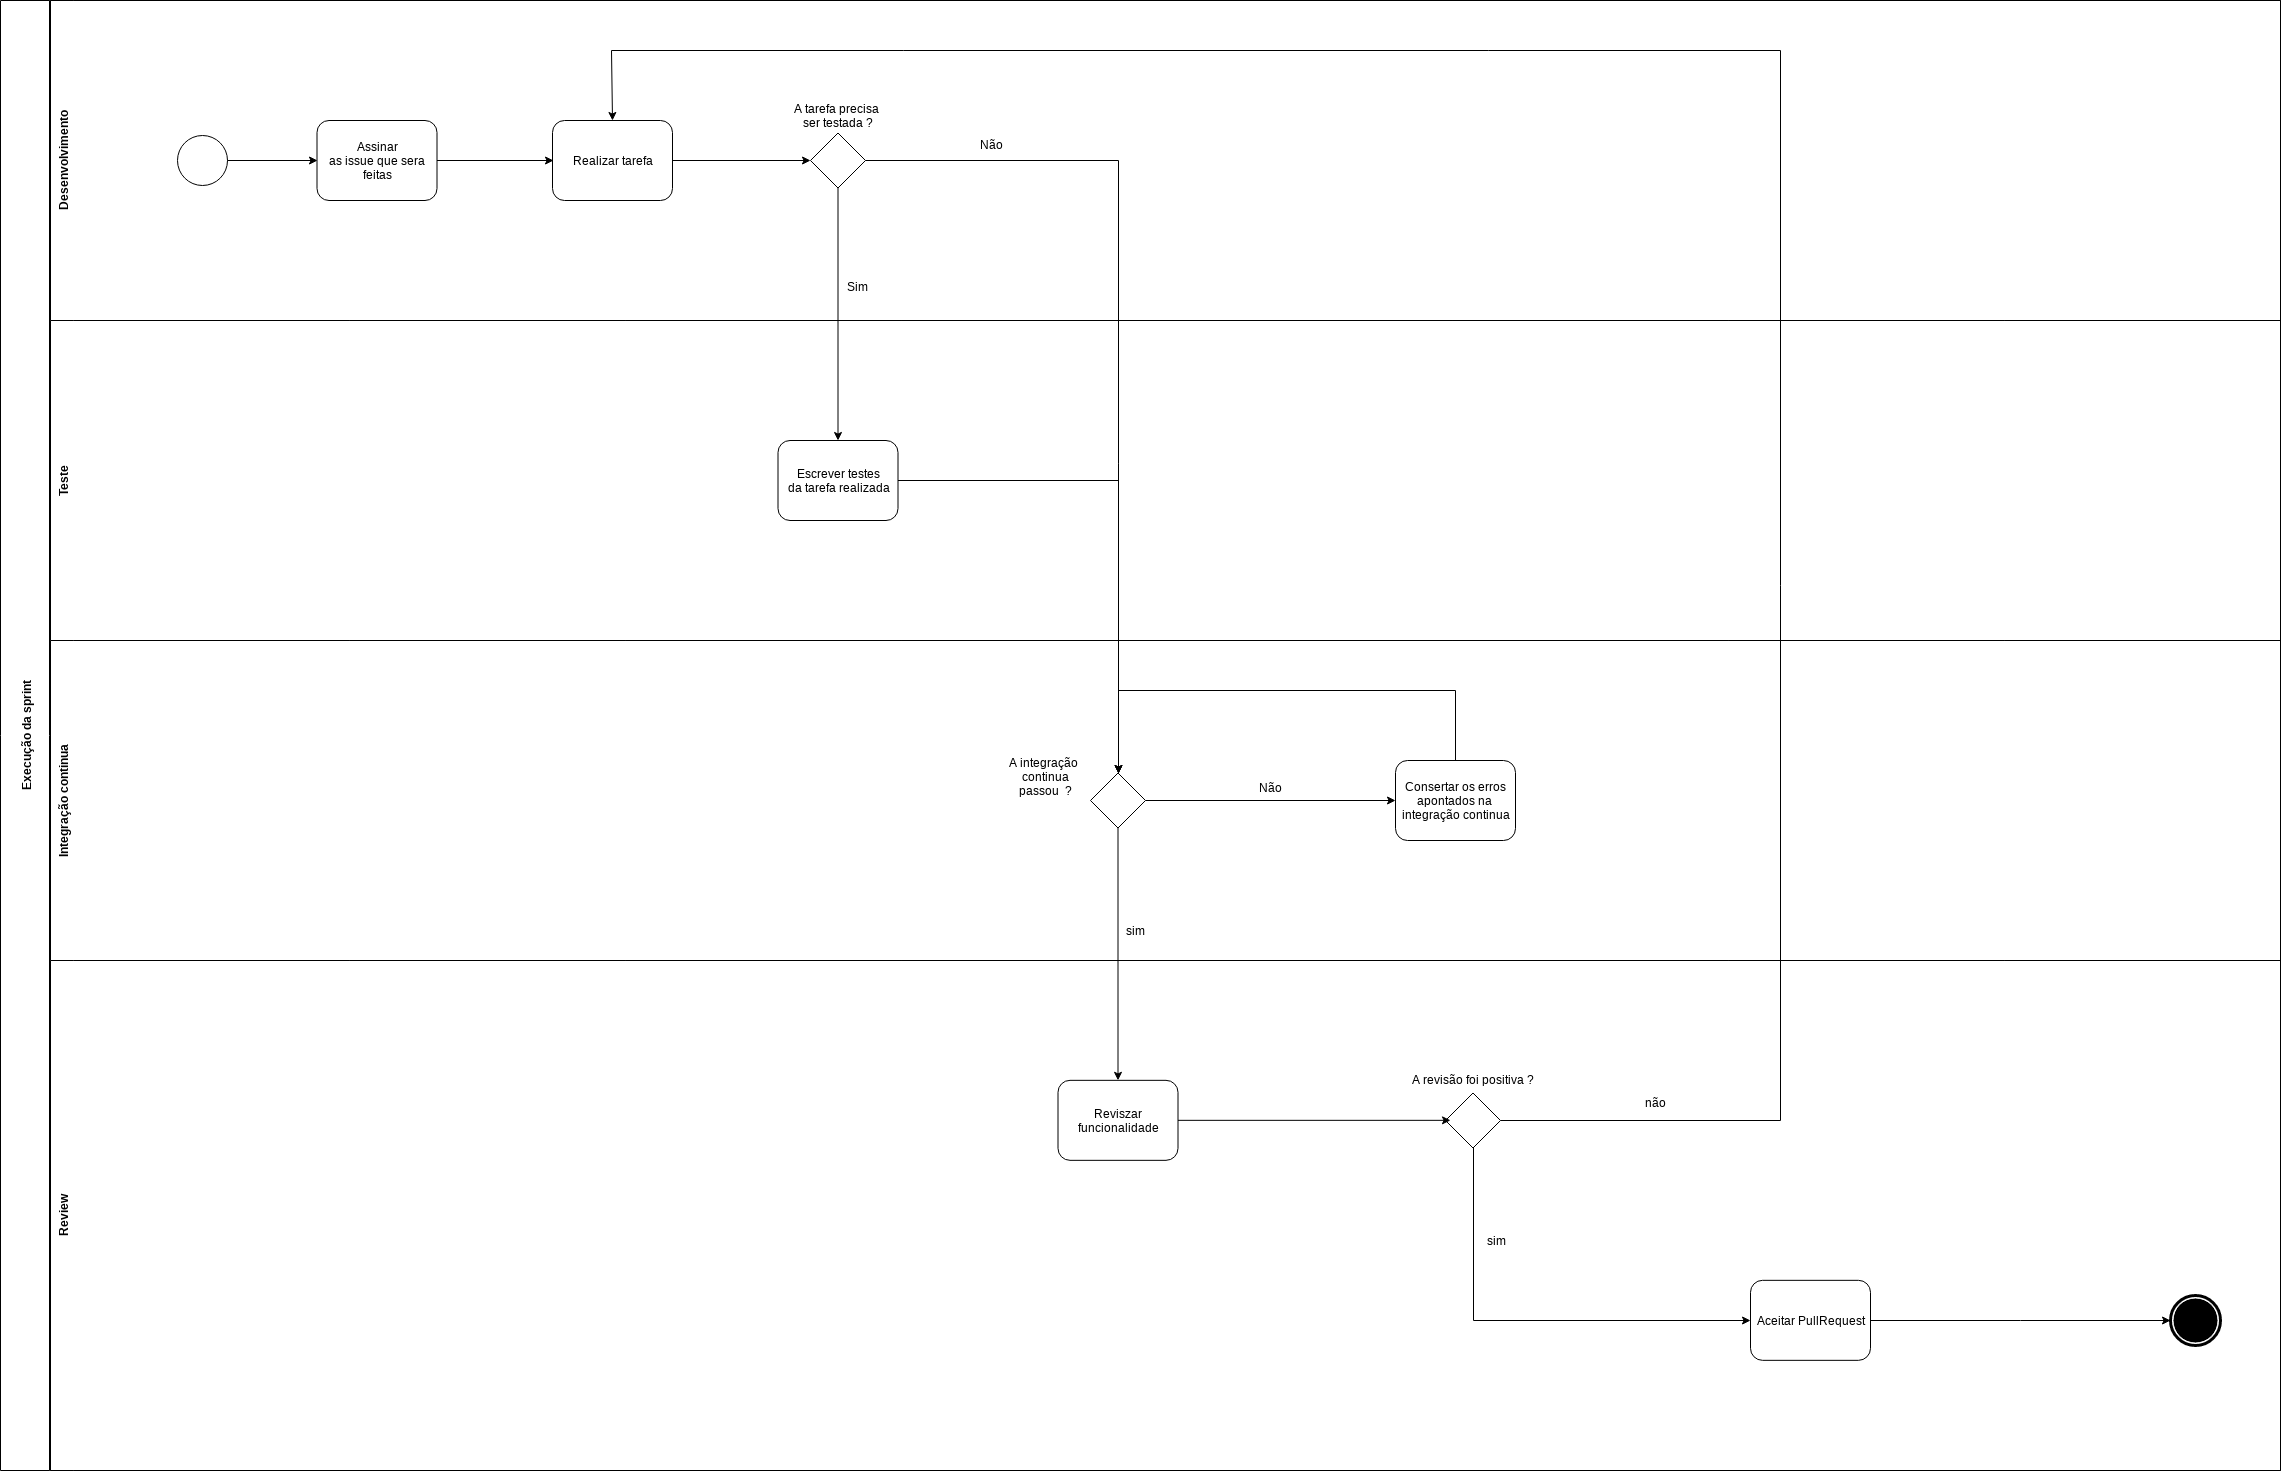 Execução da sprint
Desenvolvimento
A tarefa precisa
ser testada ?
Assinar
as issue que sera
feitas
Realizar tarefa
Não
Sim
Teste
Escrever testes
da tarefa realizada
Integração continua
A integração
continua
passou ?
Não
Consertar os erros
apontados na
integração continua
sim
Review
Reviszar
funcionalidade
A revisão foi positiva ?
não
sim
Aceitar PullRequest